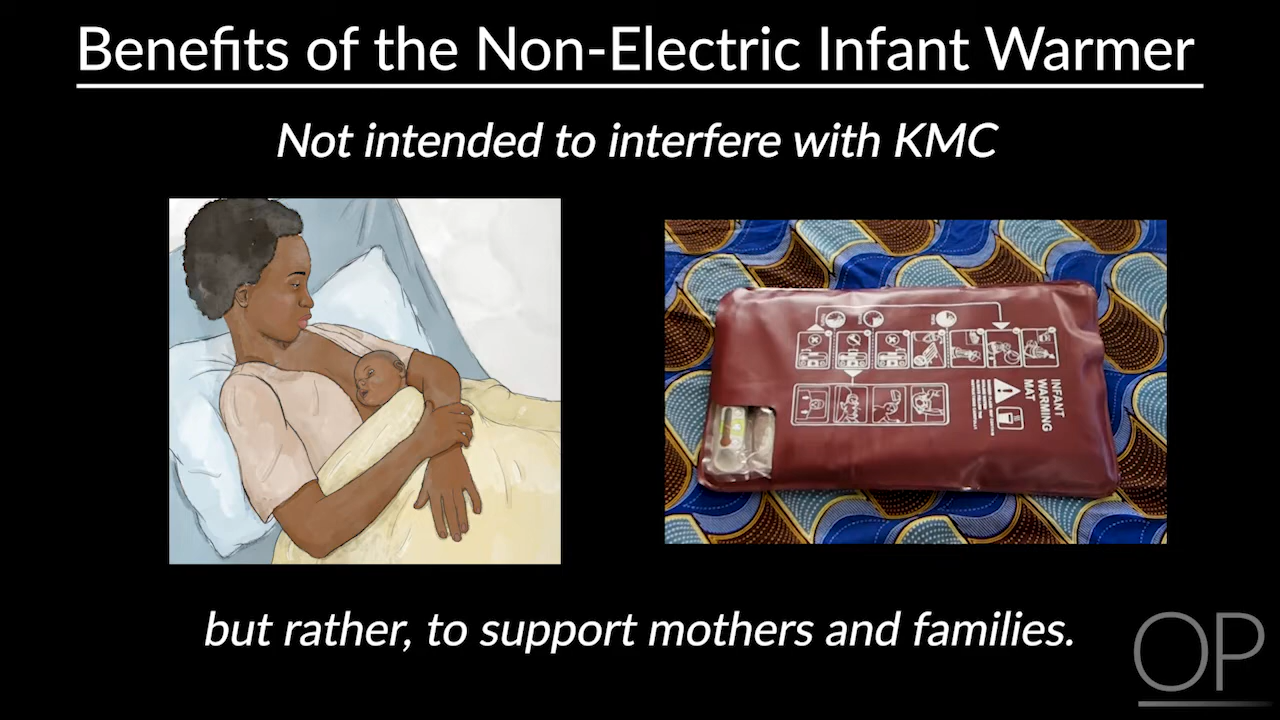 Benefits of the Non-Electric Infant Warmer
Not intended to interfere with KMC
INFANT
WARMING
MAT
but rather, to support mothers and families.
OP